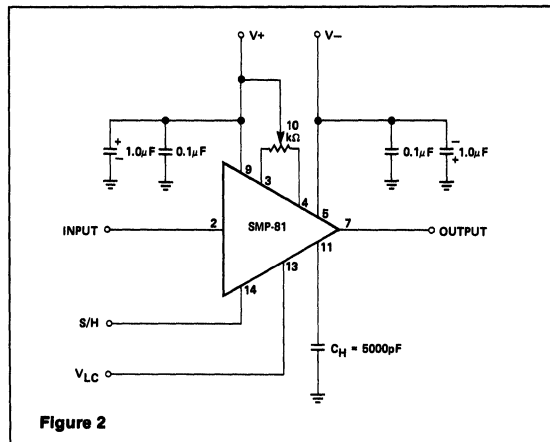 V+
V−
10
kΩ
+
−
1.0μF
0.1μF
0.1μF
−
+
1.0μF
9
3
4
5
INPUT
2
SMP-81
7
OUTPUT
11
13
14
S/H
C_H = 5000pF
V_LC
Figure 2